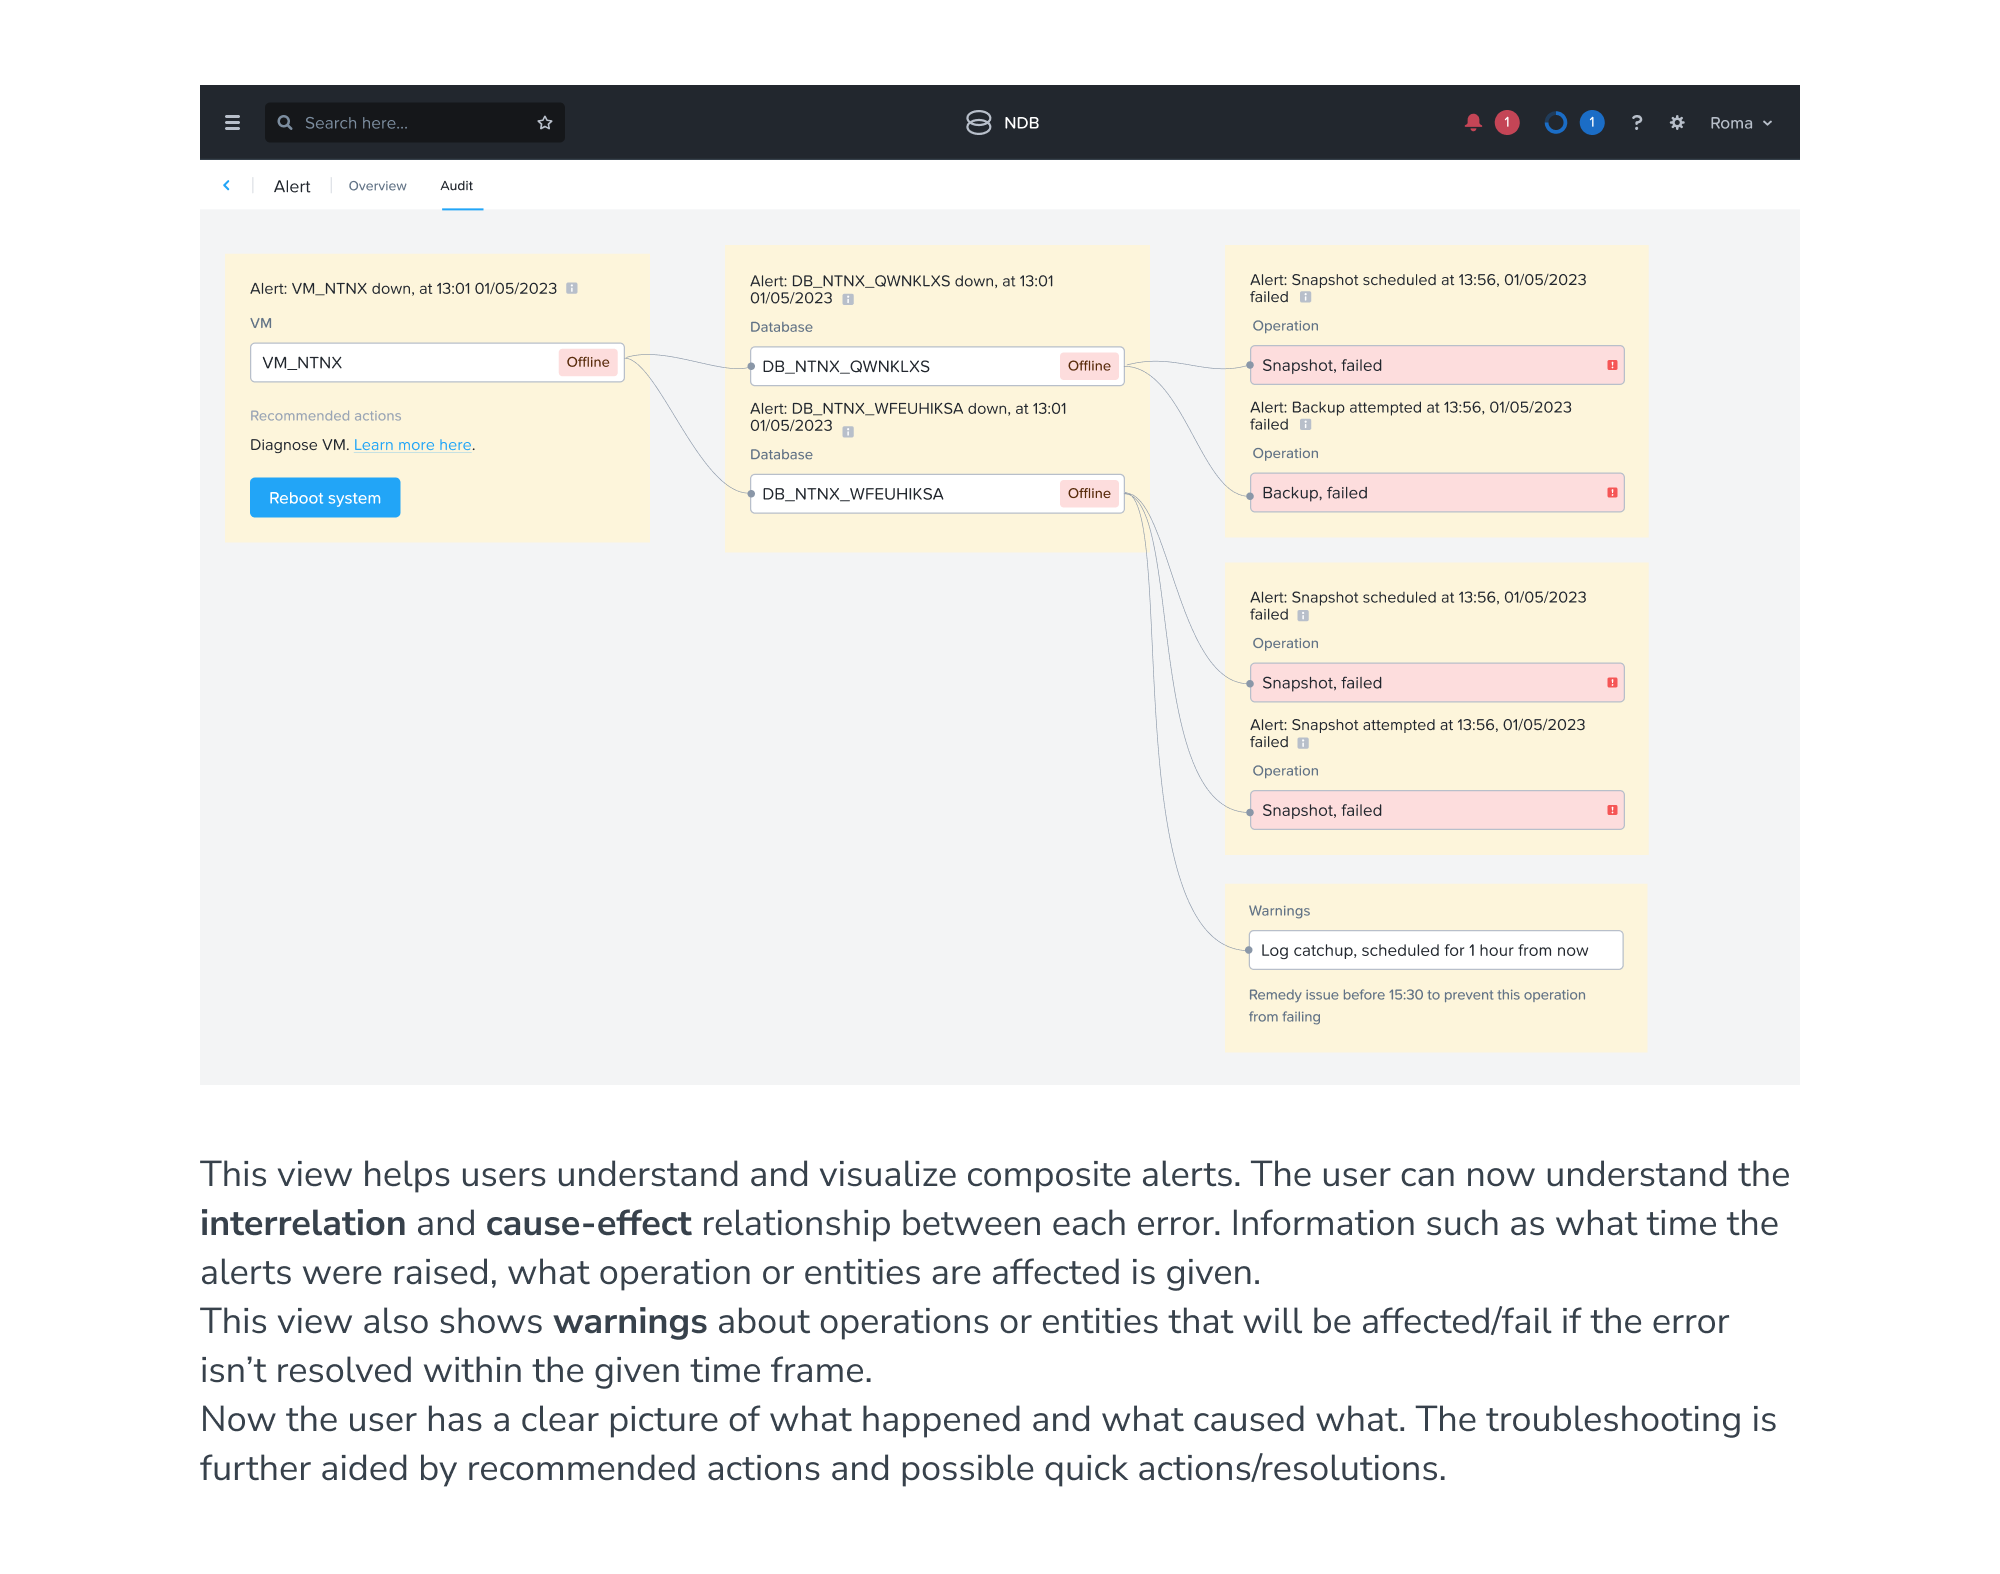 Search here...
NDB
1
1
?
Roma
Alert
Overview
Audit
Alert: VM_NTNX down, at 13:01 01/05/2023
VM
VM_NTNX
Offline
Recommended actions
Diagnose VM. Learn more here.
Reboot system
Alert: DB_NTNX_QWNKLXS down, at 13:01
01/05/2023
Database
DB_NTNX_QWNKLXS
Offline
Alert: DB_NTNX_WFEUHIKSA down, at 13:01
01/05/2023
Database
DB_NTNX_WFEUHIKSA
Offline
Alert: Snapshot scheduled at 13:56, 01/05/2023
failed
Operation
Snapshot, failed
Alert: Backup attempted at 13:56, 01/05/2023
failed
Operation
Backup, failed
Alert: Snapshot scheduled at 13:56, 01/05/2023
failed
Operation
Snapshot, failed
Alert: Snapshot attempted at 13:56, 01/05/2023
failed
Operation
Snapshot, failed
Warnings
Log catchup, scheduled for 1 hour from now
Remedy issue before 15:30 to prevent this operation
from failing
This view helps users understand and visualize composite alerts. The user can now understand the
interrelation and cause-effect relationship between each error. Information such as what time the
alerts were raised, what operation or entities are affected is given.
This view also shows warnings about operations or entities that will be affected/fail if the error
isn’t resolved within the given time frame.
Now the user has a clear picture of what happened and what caused what. The troubleshooting is
further aided by recommended actions and possible quick actions/resolutions.